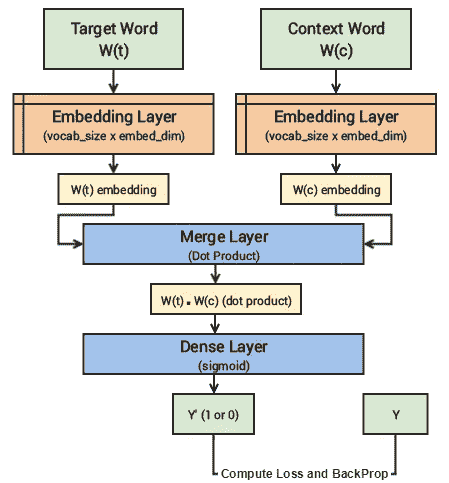 Target Word
W(t)
Context Word
W(c)
Embedding Layer
(vocab_size x embed_dim)
Embedding Layer
(vocab_size x embed_dim)
W(t) embedding
W(c) embedding
Merge Layer
(Dot Product)
W(t) . W(c) (dot product)
Dense Layer
(sigmoid)
Y' (1 or 0)
Y
Compute Loss and BackProp